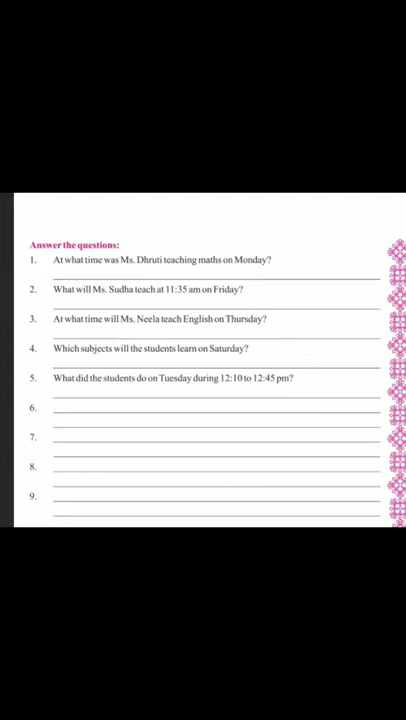 Answer the questions:
1. At what time was Ms. Dhruti teaching maths on Monday?
2. What will Ms. Sudha teach at 11:35 am on Friday?
3. At what time will Ms. Neela teach English on Thursday?
4. Which subjects will the students learn on Saturday?
5. What did the students do on Tuesday during 12:10 to 12:45 pm?
6.
7.
8.
9.